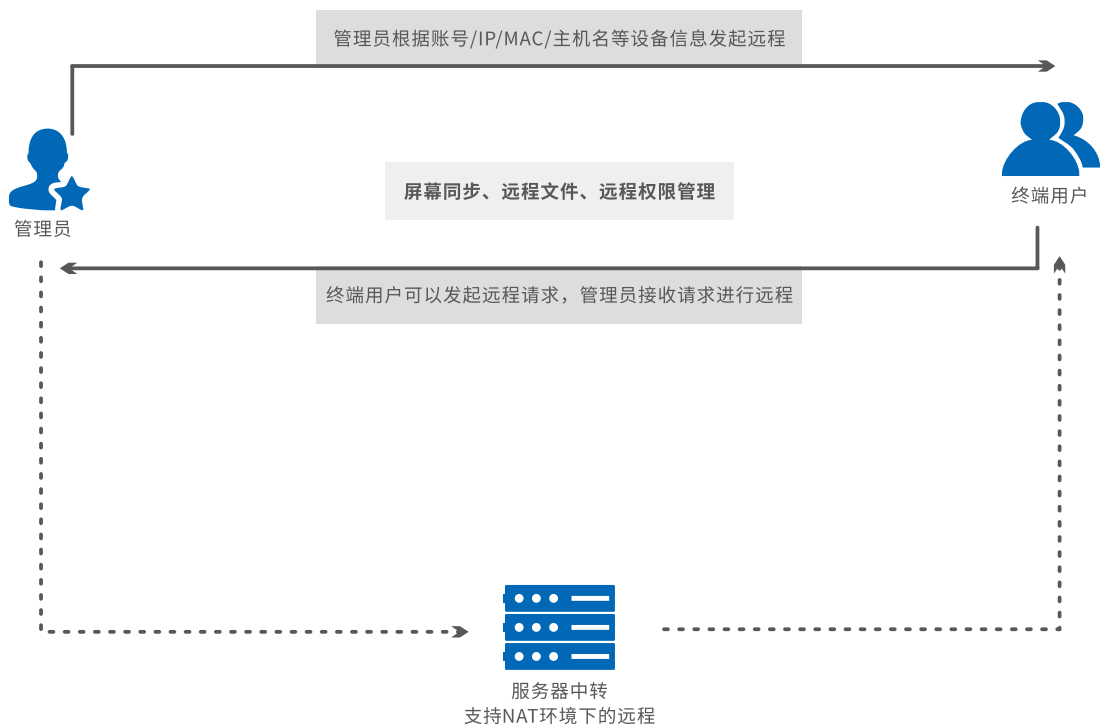 管理员根据账号/IP/MAC/主机名等设备信息发起远程
屏幕同步、远程文件、远程权限管理
终端用户
管理员
终端用户可以发起远程请求，管理员接收请求进行远程
服务器中转
支持NAT环境下的远程